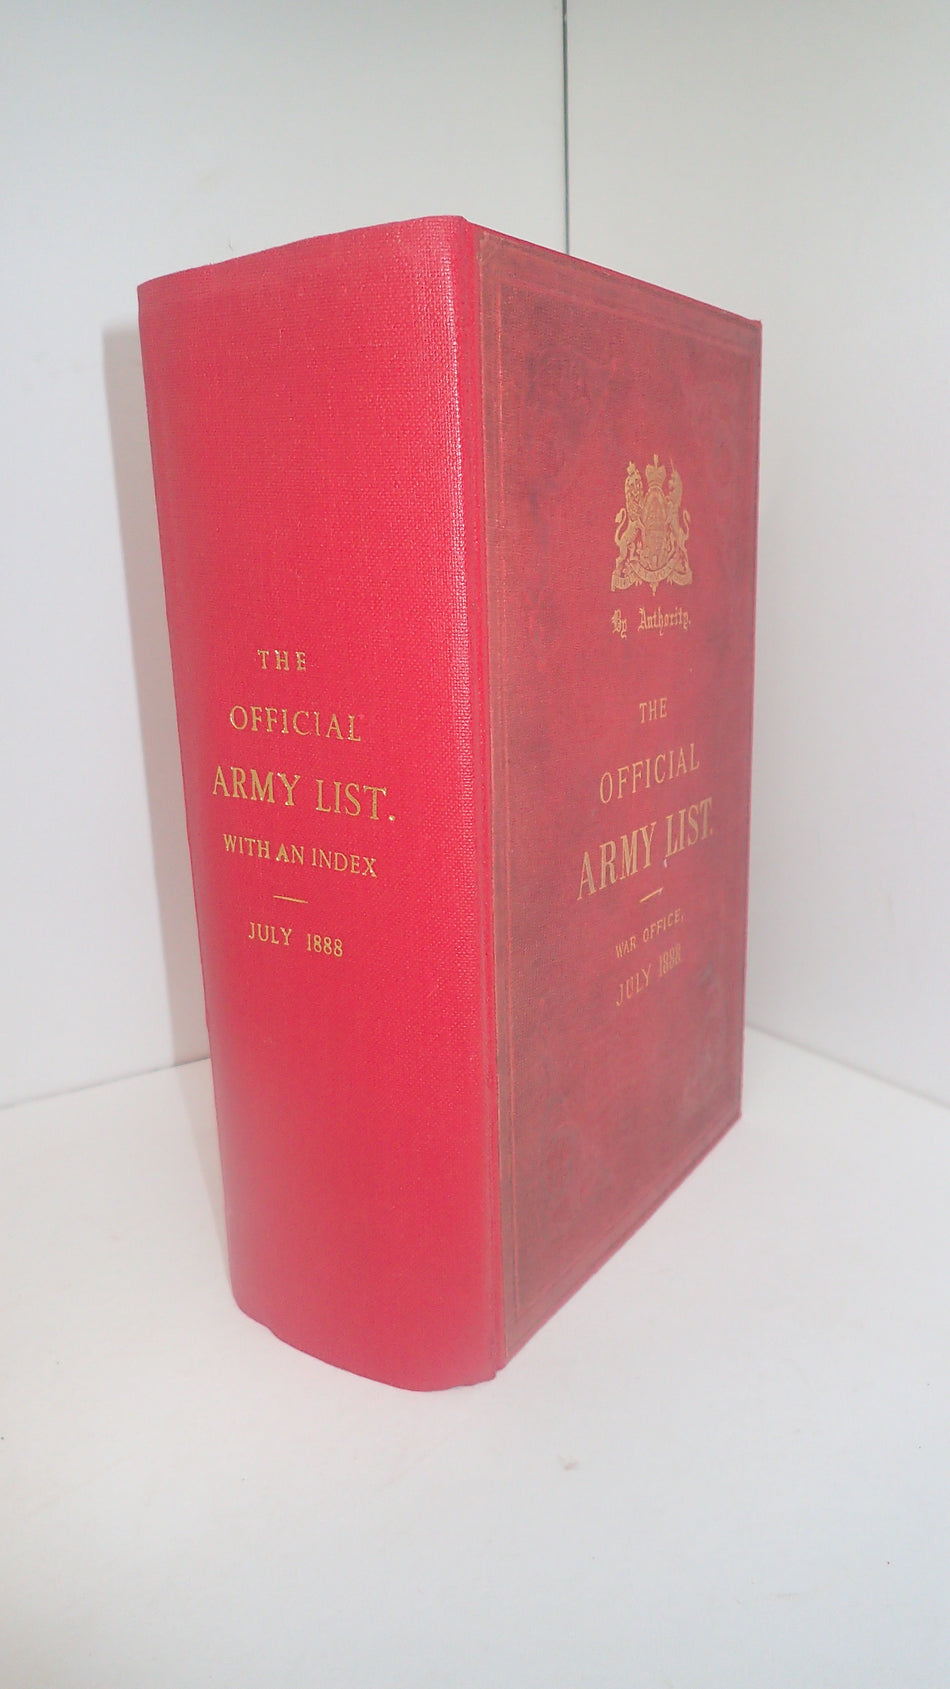 THE
OFFICIAL
ARMY LIST.
WITH AN INDEX
JULY 1888
By Authority.
THE
OFFICIAL
ARMY LIST.
WAR OFFICE,
JULY 1888.